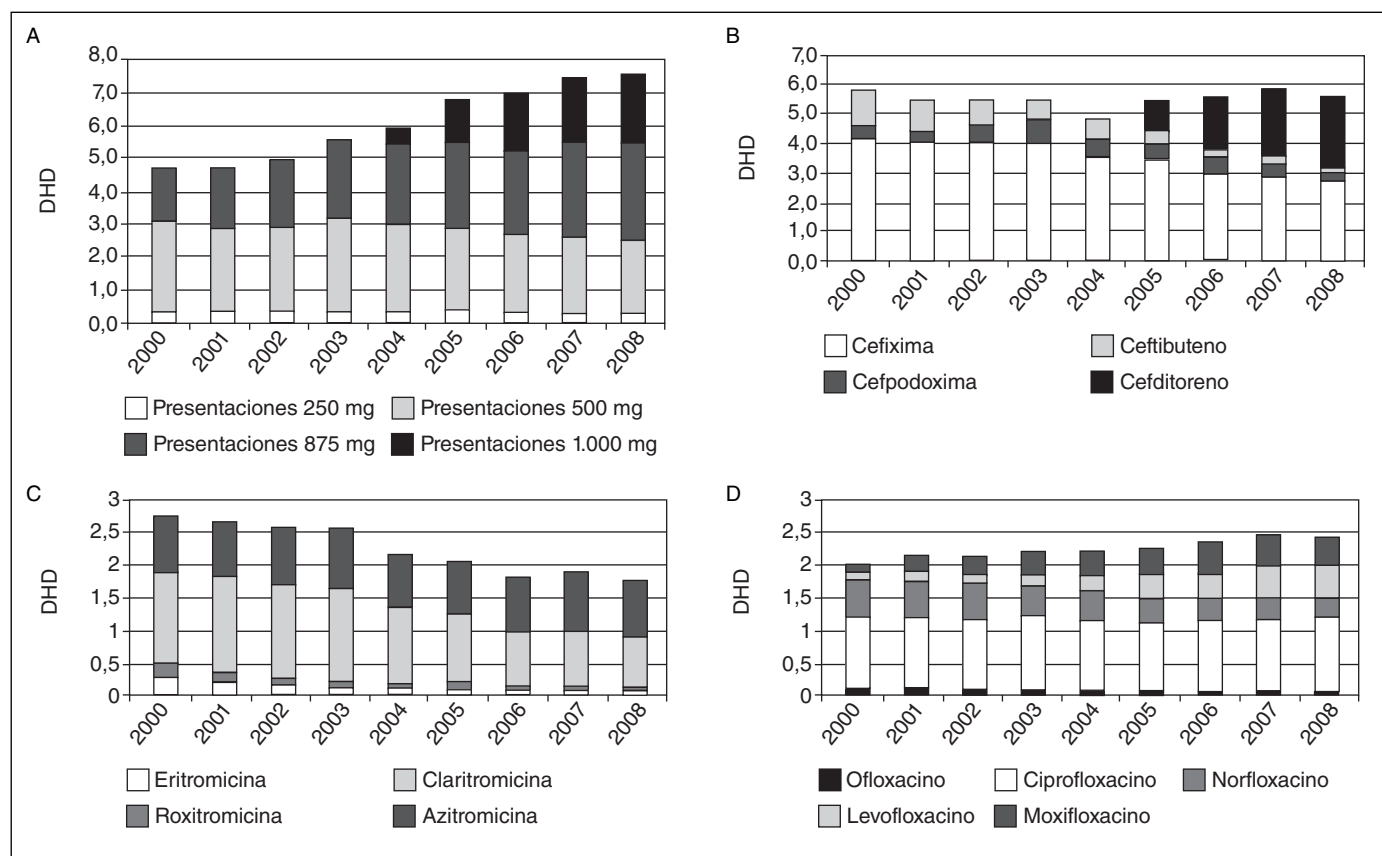 A
8,0
7,0
6,0
5,0
4,0
3,0
2,0
1,0
0,0
DHD
2000 2001 2002 2003 2004 2005 2006 2007 2008
Presentaciones 250 mg Presentaciones 500 mg
Presentaciones 875 mg Presentaciones 1.000 mg
B
7,0
6,0
5,0
4,0
3,0
2,0
1,0
0,0
DHD
2000 2001 2002 2003 2004 2005 2006 2007 2008
Cefixima Ceftibuteno
Cefpodoxima Cefditoreno
C
3
2,5
2
1,5
1
0,5
0
DHD
2000 2001 2002 2003 2004 2005 2006 2007 2008
Eritromicina Claritromicina
Roxitromicina Azitromicina
D
3
2,5
2
1,5
1
0,5
0
DHD
2000 2001 2002 2003 2004 2005 2006 2007 2008
Ofloxacino Ciprofloxacino Norfloxacino
Levofloxacino Moxifloxacino